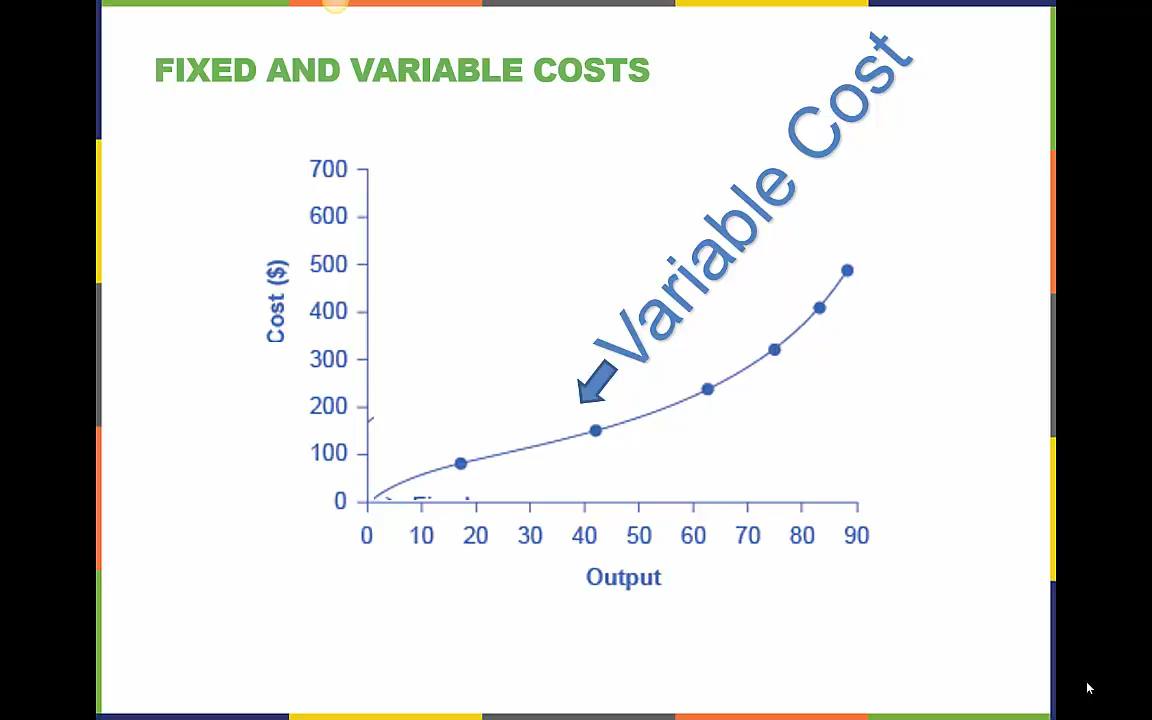 FIXED AND VARIABLE COSTS
Variable Cost
700
600
500
400
300
200
100
0
Cost ($)
0 10 20 30 40 50 60 70 80 90
Output